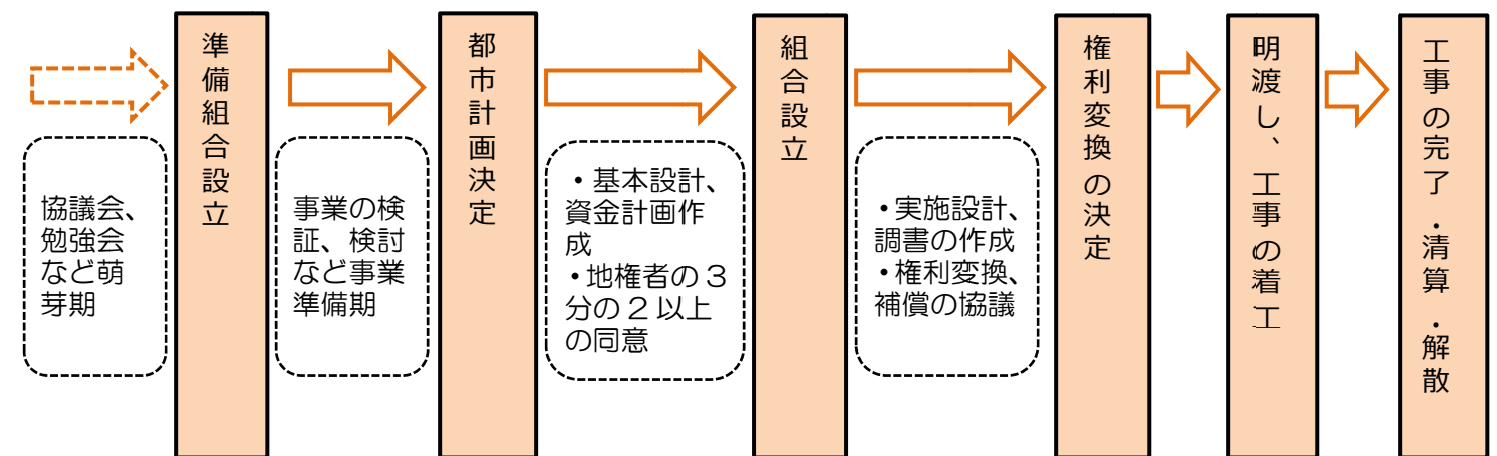 協議会、
勉強会
など萌
芽期
準備組合設立
事業の検
証、検討
など事業
準備期
都市計画決定
・基本設計、
資金計画作
成
・地権者の３
分の２以上
の同意
組合設立
・実施設計、
調書の作成
・権利変換、
補償の協議
権利変換の決定
明渡し、工事の着工
工事の完了・清算・解散